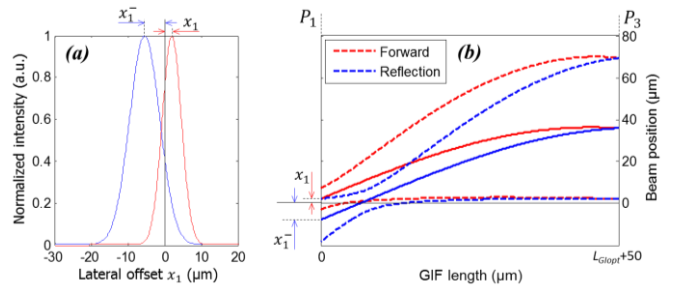 x₁⁻
x₁
(a)
Normalized intensity (a.u.)
1
0.8
0.6
0.4
0.2
0
-30
-20
-10
0
10
20
Lateral offset x₁ (µm)
P₁
P₃
Forward
Reflection
(b)
x₁
x₁⁻
80
60
40
20
0
Beam position (µm)
0
L_GIopt+50
GIF length (µm)